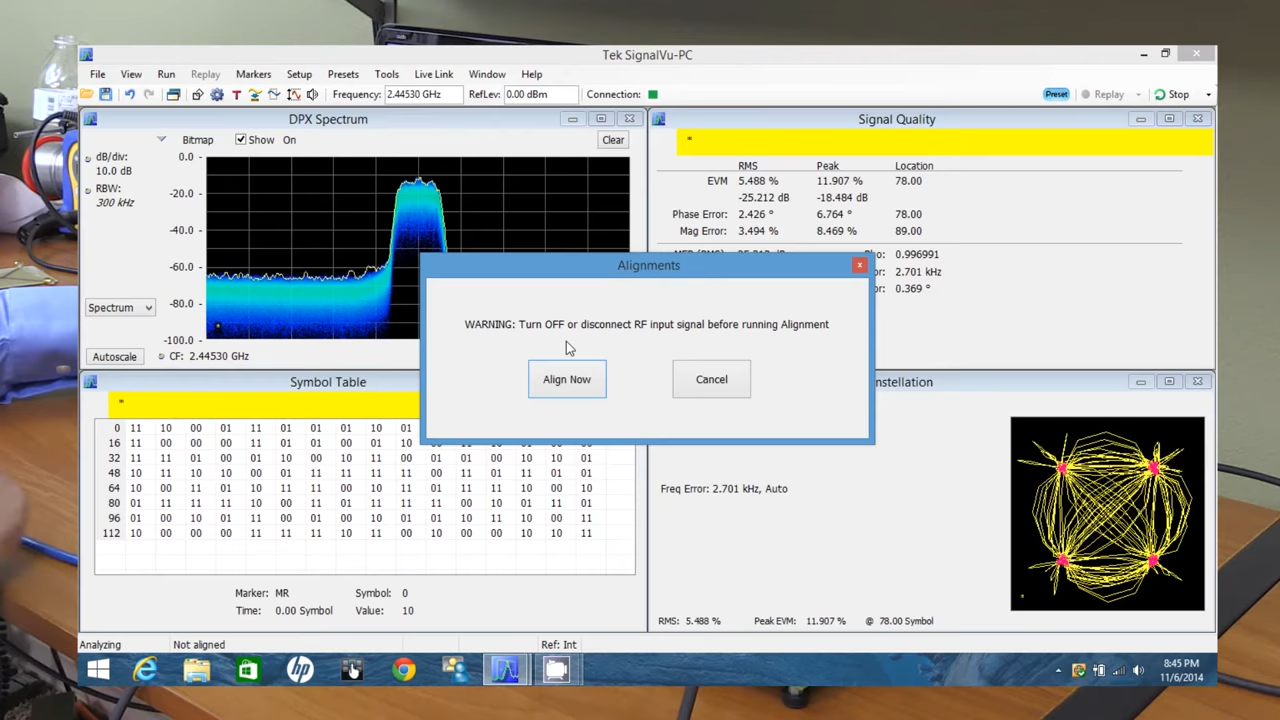 Tek SignalVu-PC
File View Run Replay Markers Setup Presets Tools Live Link Window Help
Frequency: 2.44530 GHz RefLev: 0.00 dBm Connection: Preset Replay Stop
DPX Spectrum
Bitmap Show On Clear
dB/div:
10.0 dB
RBW:
300 kHz
0.0
-20.0
-40.0
-60.0
-80.0
-100.0
Spectrum
Autoscale CF: 2.44530 GHz
Signal Quality
*
RMS Peak Location
EVM 5.488 % 11.907 % 78.00
-25.212 dB -18.484 dB
Phase Error: 2.426 ° 6.764 ° 78.00
Mag Error: 3.494 % 8.469 % 89.00
0.996991
2.701 kHz
0.369 °
Alignments
WARNING: Turn OFF or disconnect RF input signal before running Alignment
Align Now Cancel
Symbol Table
*
0 11 10 00 01 11 01 01 01 10 01
16 11 00 00 00 11 00 01 00 01 10
32 11 11 01 00 01 10 00 10 01 00 01 01 00 11 10 01
48 10 11 10 10 00 01 11 11 11 11 00 10 11 01 00 01
64 10 00 01 10 11 11 00 10 11 01 11 11 00 10 00 10
80 01 11 11 10 00 11 01 01 11 01 11 00 10 01 01 11
96 01 00 10 01 11 00 01 00 10 01 01 10 11 10 00 11
112 10 00 00 00 11 11 11 10 11 00 10 00 00 10 10 11
Marker: MR Symbol: 0
Time: 0.00 Symbol Value: 10
nstellation
Freq Error: 2.701 kHz, Auto
RMS: 5.488 % Peak EVM: 11.907 % @ 78.00 Symbol
Analyzing Not aligned Ref: Int
hp
8:45 PM
11/6/2014